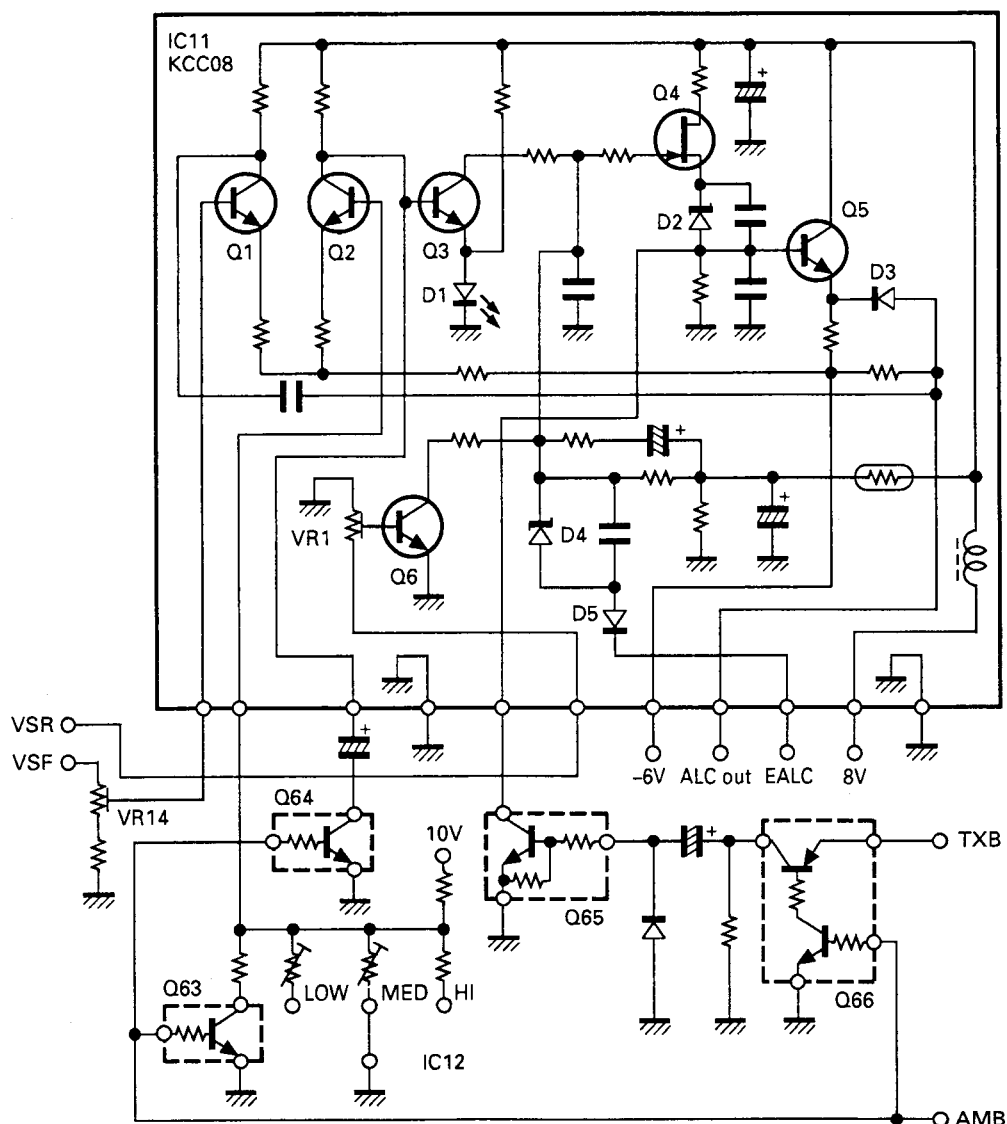 IC11
KCC08
Q4
Q5
Q1
Q2
Q3
D2
D3
D1
VR1
Q6
D4
D5
VSR
VSF
-6V
ALC out
EALC
8V
VR14
Q64
10V
TXB
Q65
Q66
LOW
MED
HI
Q63
IC12
AMB
+
+
+
+
+